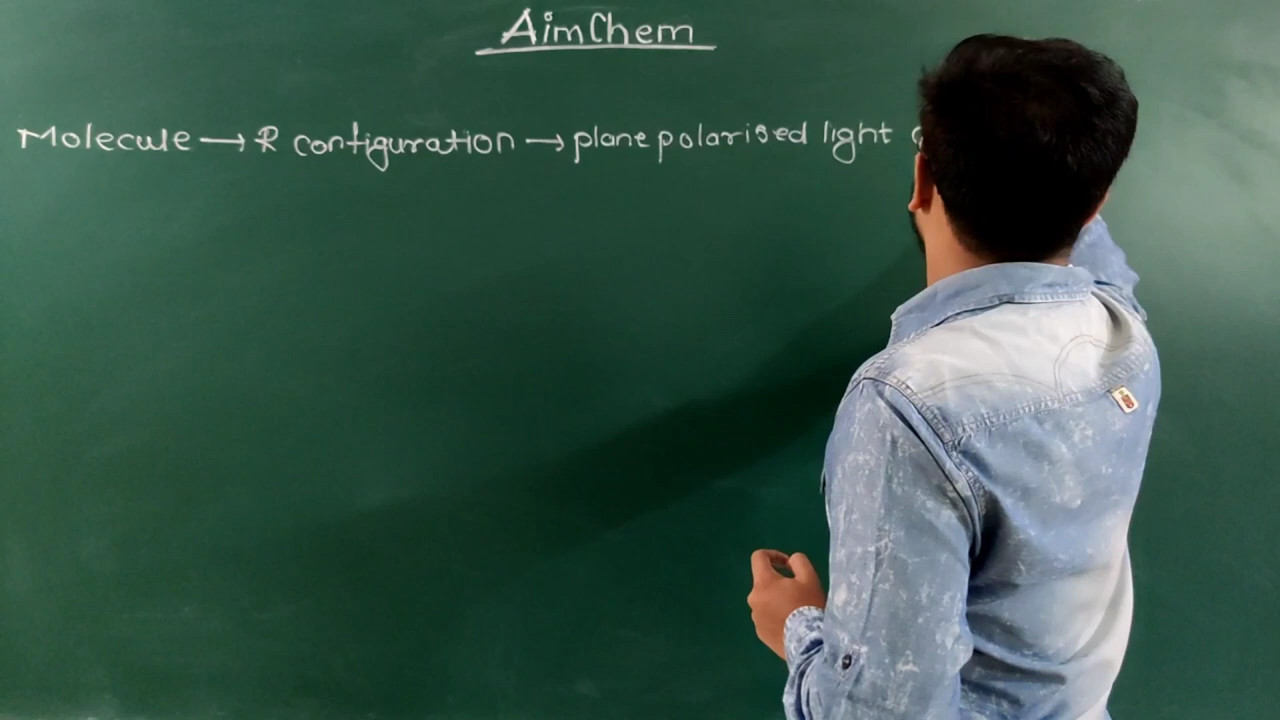 AimChem
Molecule → R configuration → plane polarised light